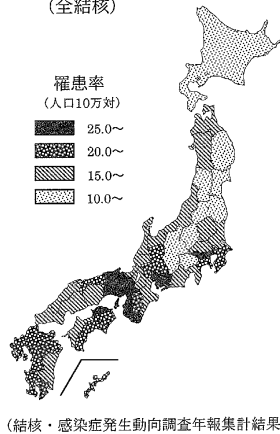 (全結核)
罹患率
(人口10万対)
25.0～
20.0～
15.0～
10.0～
(結核・感染症発生動向調査年報集計結果